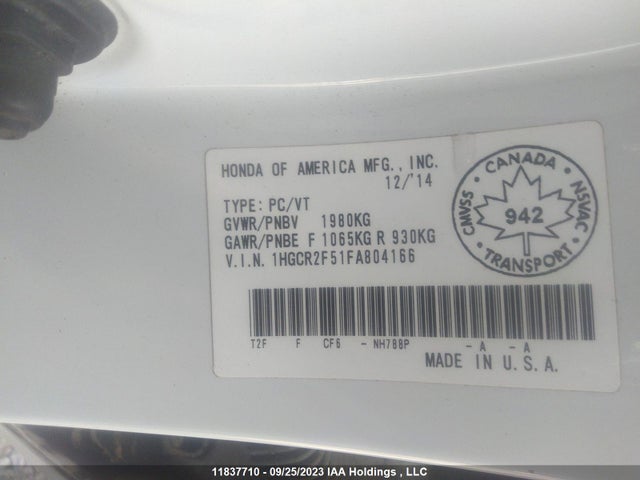 HONDA OF AMERICA MFG., INC.
12/'14
TYPE: PC/VT
GVWR/PNBV 1980KG
GAWR/PNBE F 1065KG R 930KG
V.I.N. 1HGCR2F51FA804166
CANADA
CMVSS
NSVAC
942
TRANSPORT
T2F F CF6 - NH788P - A - A
MADE IN U.S.A.
11837710 - 09/25/2023 IAA Holdings , LLC